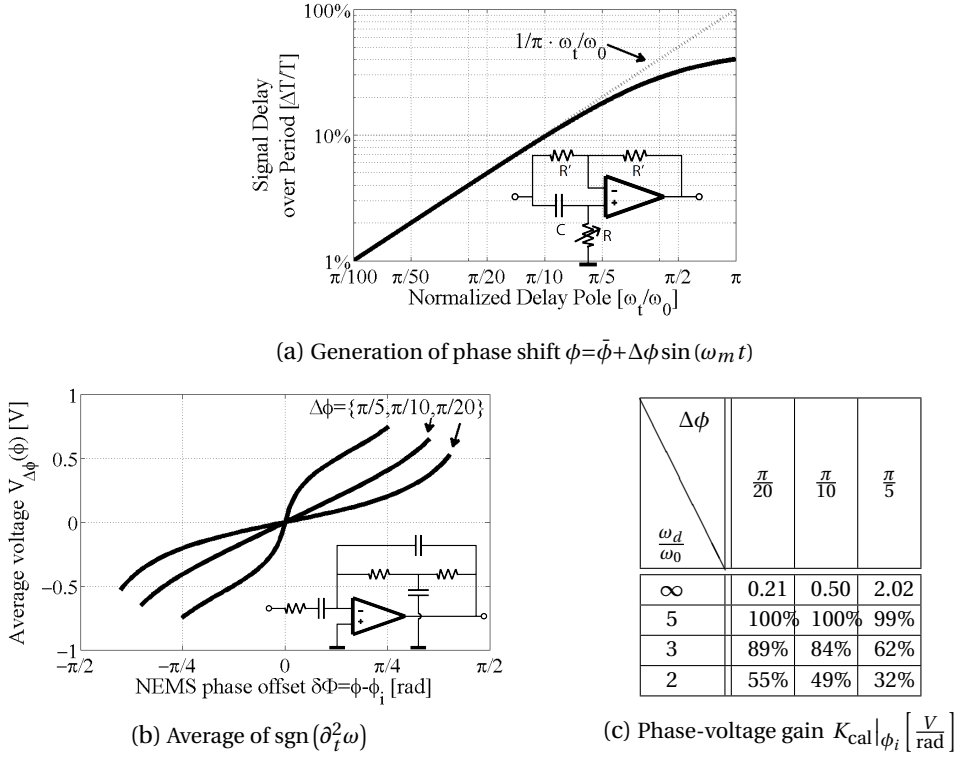 100%
10%
1%
Signal Delay
over Period [ΔT/T]
1/π · ω_t/ω_0
R'
R'
C
R
-
+
π/100 π/50 π/20 π/10 π/5 π/2 π
Normalized Delay Pole [ω_t/ω_0]
(a) Generation of phase shift ϕ=ϕ̄+Δϕ sin(ω_m t)
Average voltage V_Δϕ(ϕ) [V]
1
0.5
0
−0.5
−1
Δϕ={π/5,π/10,π/20}
-
+
−π/2 −π/4 0 π/4 π/2
NEMS phase offset δΦ=ϕ-ϕ_i [rad]
(b) Average of sgn(∂_t^2 ω)
Δϕ
ω_d/ω_0
π/20 π/10 π/5
∞ 0.21 0.50 2.02
5 100% 100% 99%
3 89% 84% 62%
2 55% 49% 32%
(c) Phase-voltage gain K_cal|_ϕ_i [V/rad]